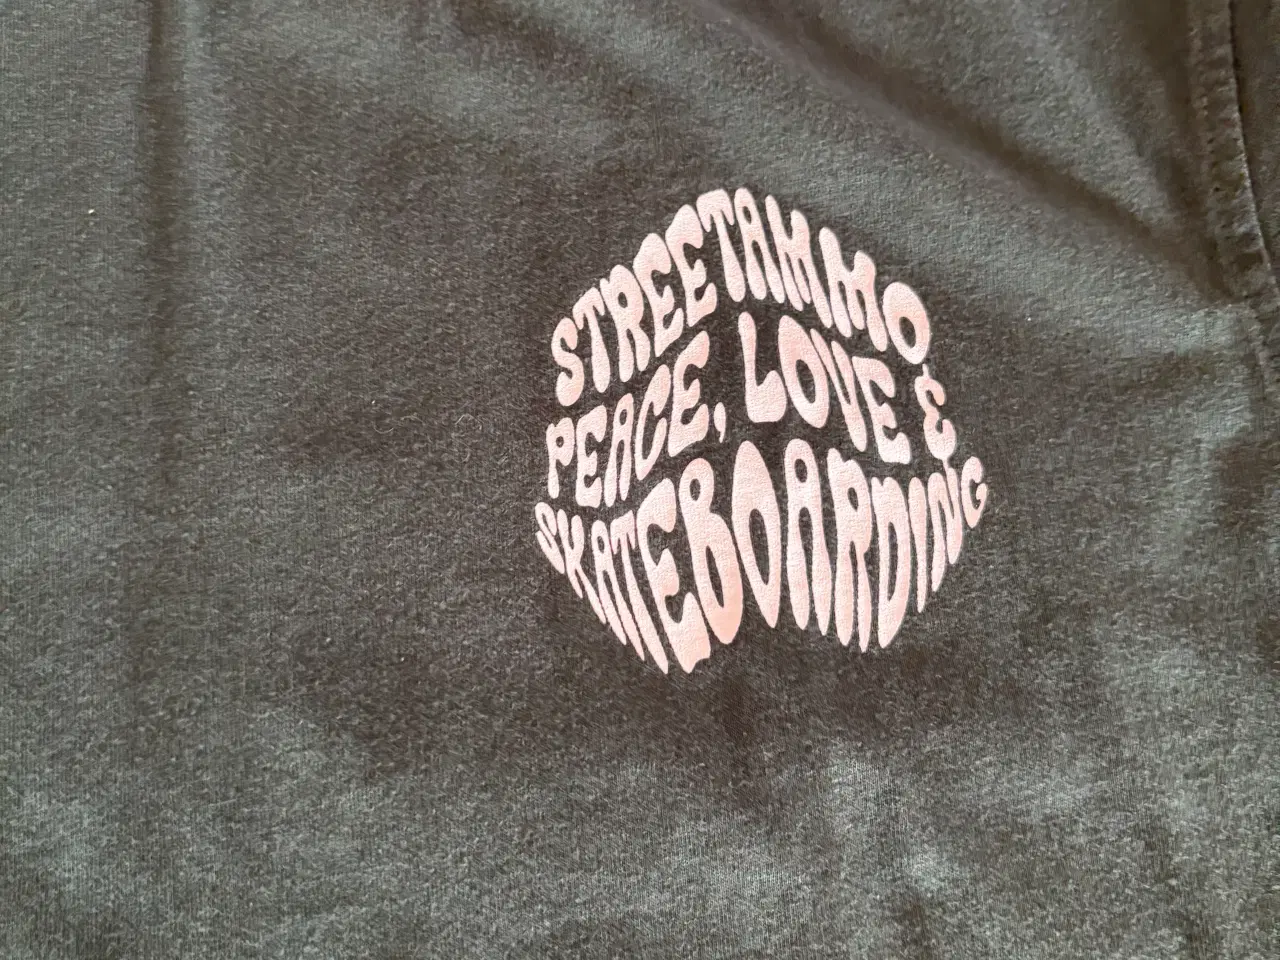 STREETAMMO
PEACE, LOVE &
SKATEBOARDING